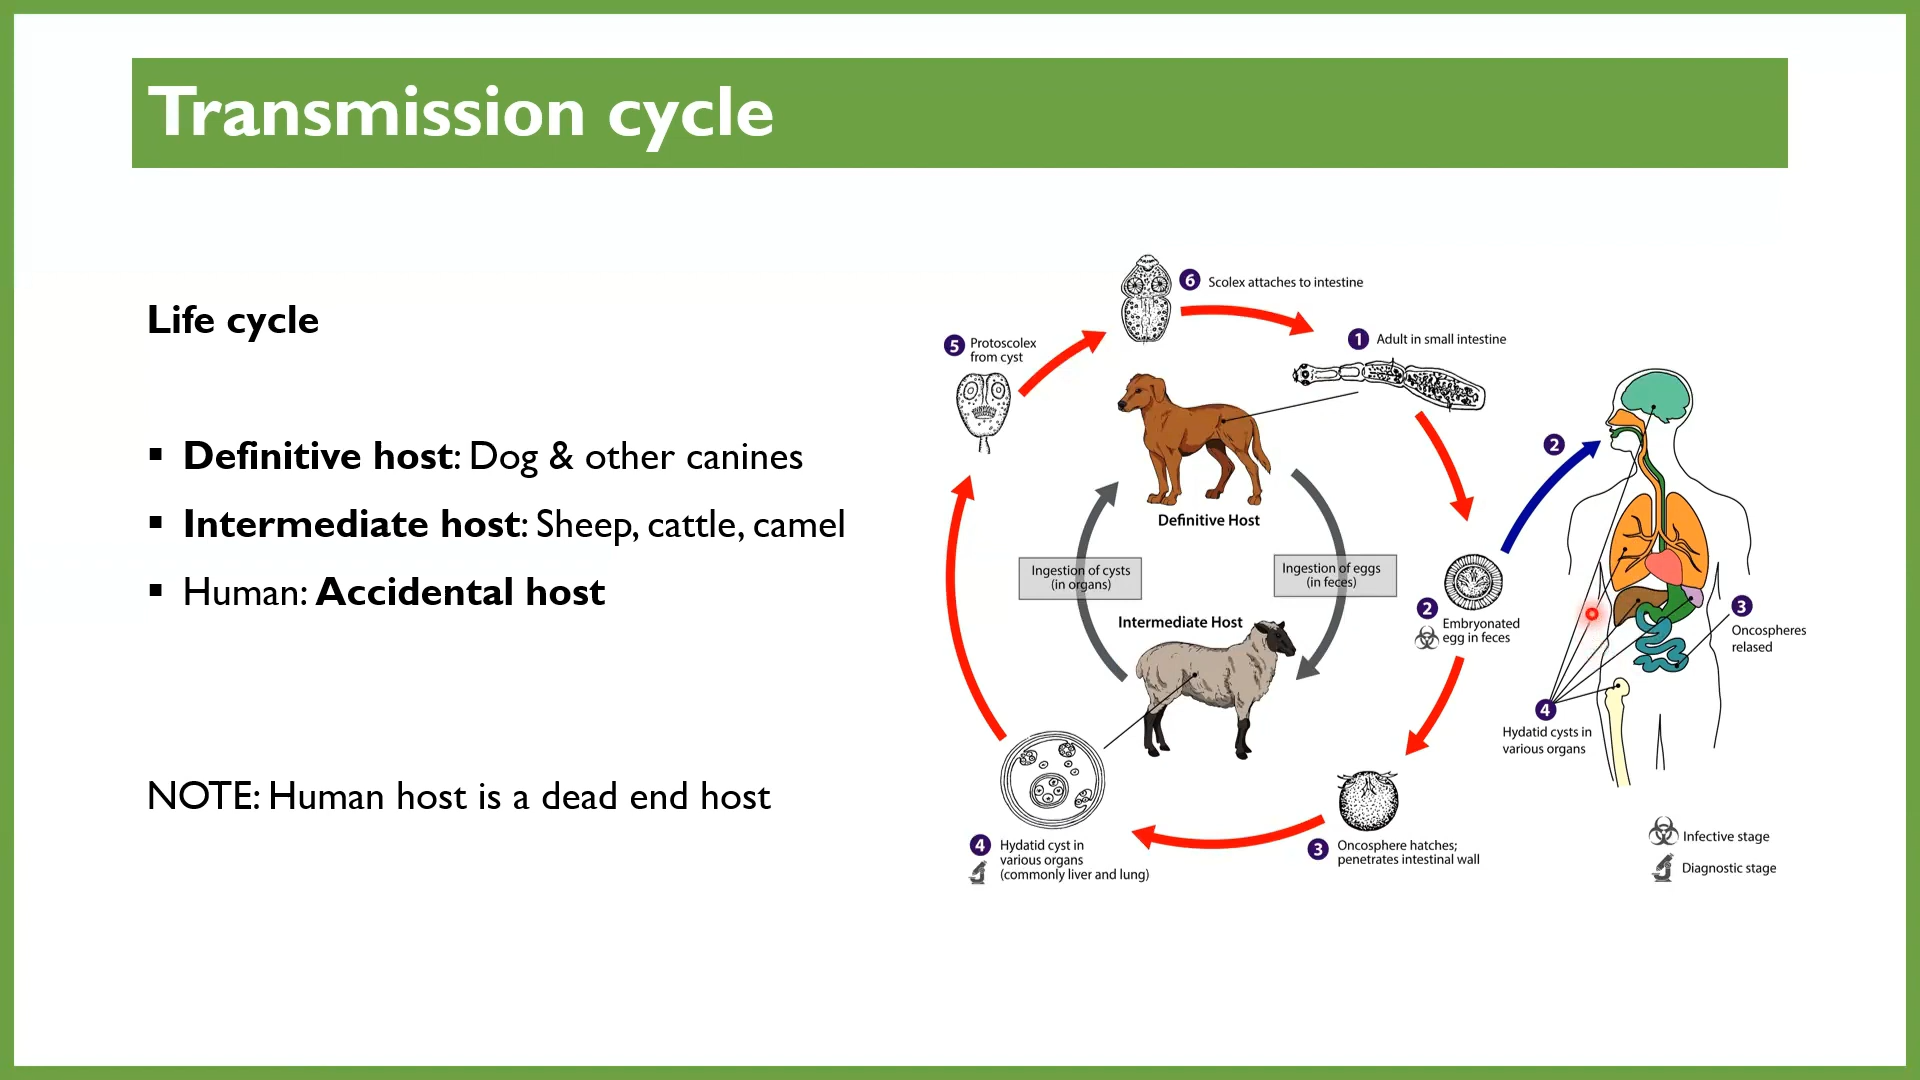 Transmission cycle
Life cycle
▪ Definitive host: Dog & other canines
▪ Intermediate host: Sheep, cattle, camel
▪ Human: Accidental host
NOTE: Human host is a dead end host
6 Scolex attaches to intestine
5 Protoscolex
from cyst
1 Adult in small intestine
2
Definitive Host
Ingestion of cysts
(in organs)
Ingestion of eggs
(in feces)
Intermediate Host
2 Embryonated
egg in feces
3
Oncospheres
relased
4
Hydatid cysts in
various organs
4 Hydatid cyst in
various organs
(commonly liver and lung)
3 Oncosphere hatches;
penetrates intestinal wall
Infective stage
Diagnostic stage